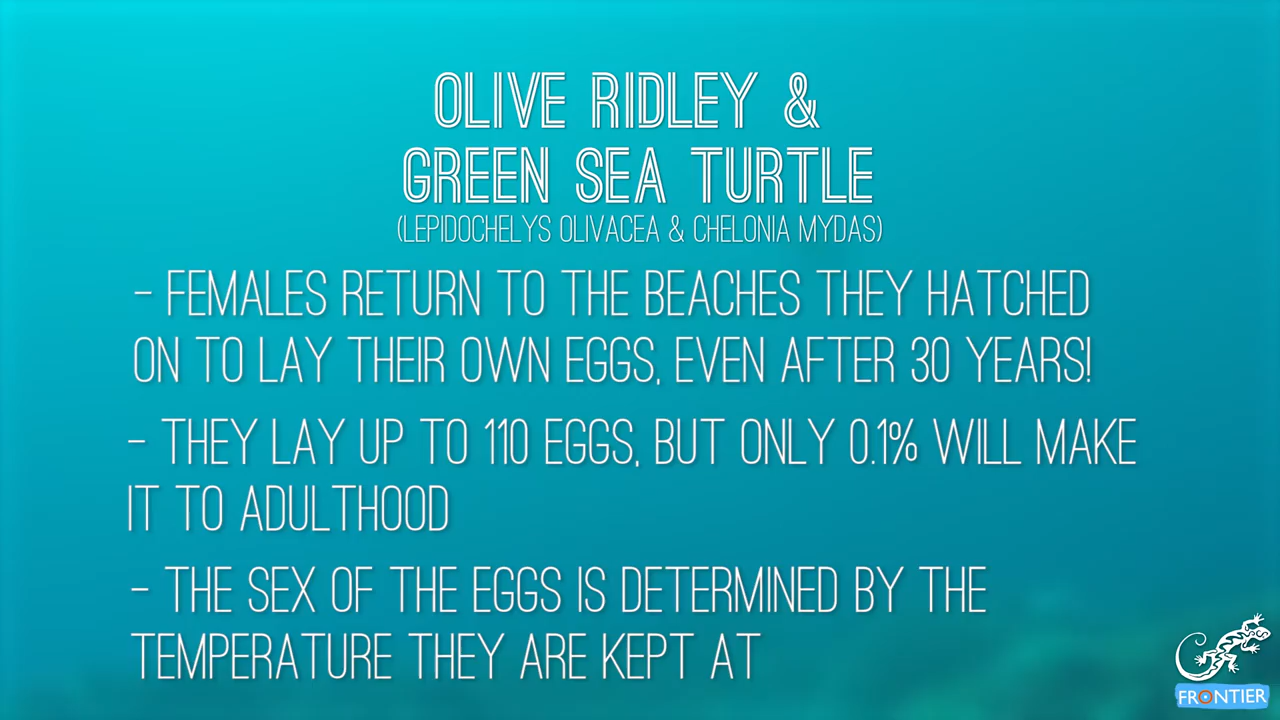 OLIVE RIDLEY &
GREEN SEA TURTLE
(LEPIDOCHELYS OLIVACEA & CHELONIA MYDAS)
- FEMALES RETURN TO THE BEACHES THEY HATCHED
ON TO LAY THEIR OWN EGGS, EVEN AFTER 30 YEARS!
- THEY LAY UP TO 110 EGGS, BUT ONLY 0.1% WILL MAKE
IT TO ADULTHOOD
- THE SEX OF THE EGGS IS DETERMINED BY THE
TEMPERATURE THEY ARE KEPT AT
FRONTIER